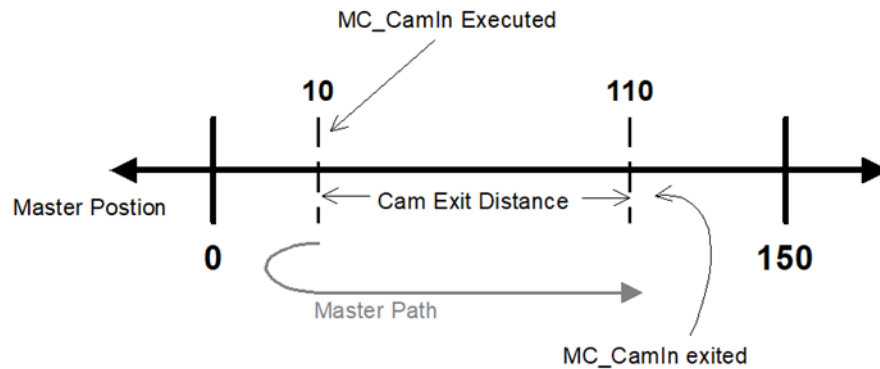 MC_CamIn Executed
10 110
Cam Exit Distance
Master Postion
0 150
Master Path
MC_CamIn exited